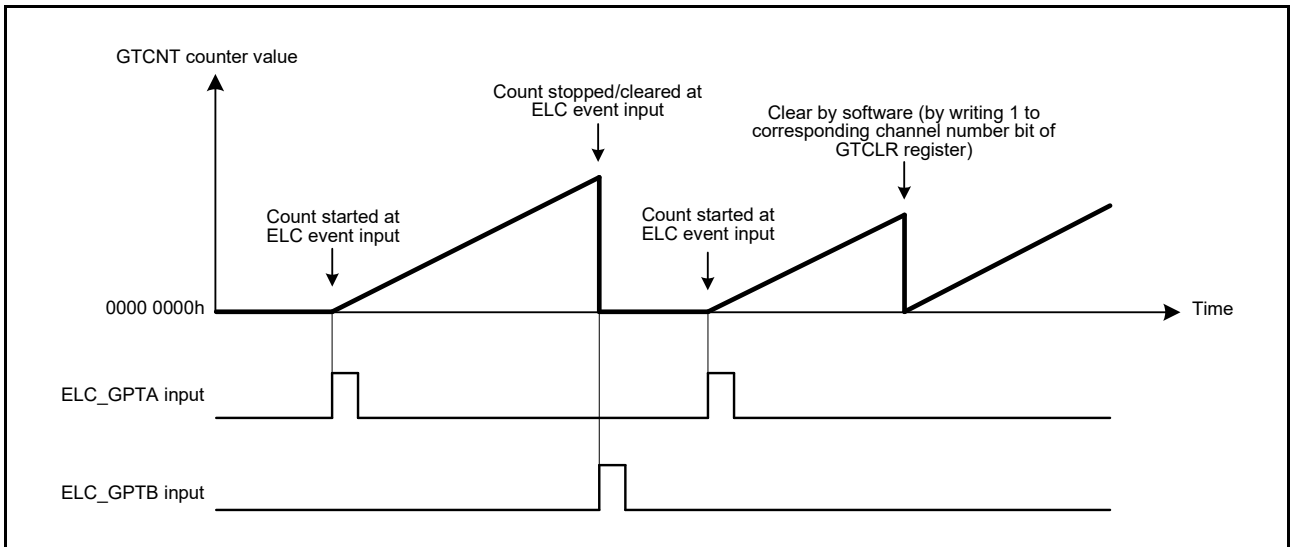 GTCNT counter value
Count stopped/cleared at
ELC event input
Clear by software (by writing 1 to
corresponding channel number bit of
GTCLR register)
Count started at
ELC event input
Count started at
ELC event input
0000 0000h
Time
ELC_GPTA input
ELC_GPTB input